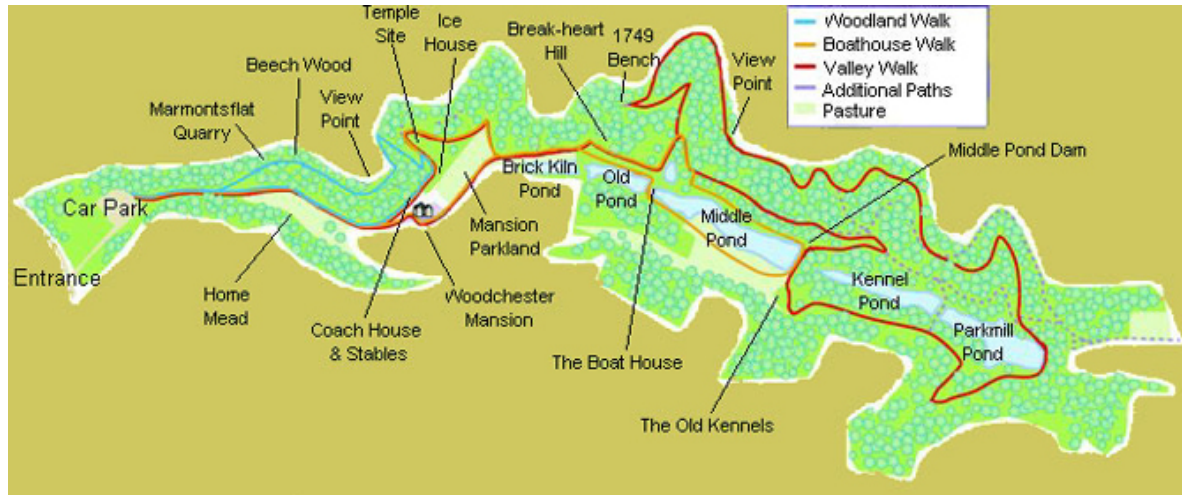 Temple
Site
Ice
House
Break-heart
Hill
1749
Bench
View
Point
Woodland Walk
Boathouse Walk
Valley Walk
Additional Paths
Pasture
Beech Wood
Marmontsflat
Quarry
View
Point
Middle Pond Dam
Car Park
Entrance
Brick Kiln
Pond
Old
Pond
Middle
Pond
Mansion
Parkland
Kennel
Pond
Parkmill
Pond
Home
Mead
Coach House
& Stables
Woodchester
Mansion
The Boat House
The Old Kennels